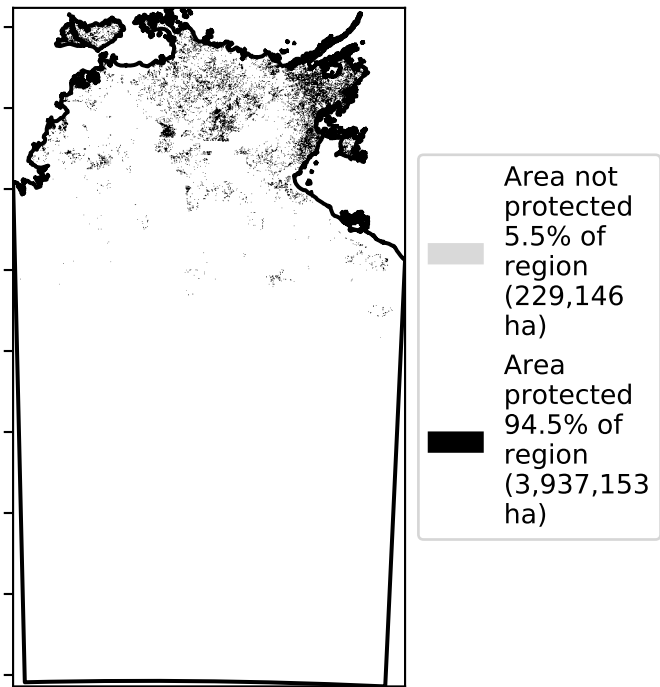 Area not
protected
5.5% of
region
(229,146
ha)
Area
protected
94.5% of
region
(3,937,153
ha)